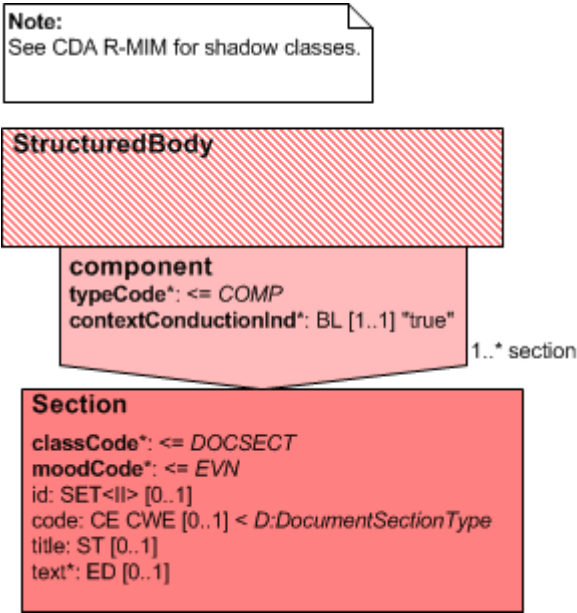 Note:
See CDA R-MIM for shadow classes.
StructuredBody
component
typeCode*: <= COMP
contextConductionInd*: BL [1..1] "true"
1..* section
Section
classCode*: <= DOCSECT
moodCode*: <= EVN
id: SET<II> [0..1]
code: CE CWE [0..1] < D:DocumentSectionType
title: ST [0..1]
text*: ED [0..1]